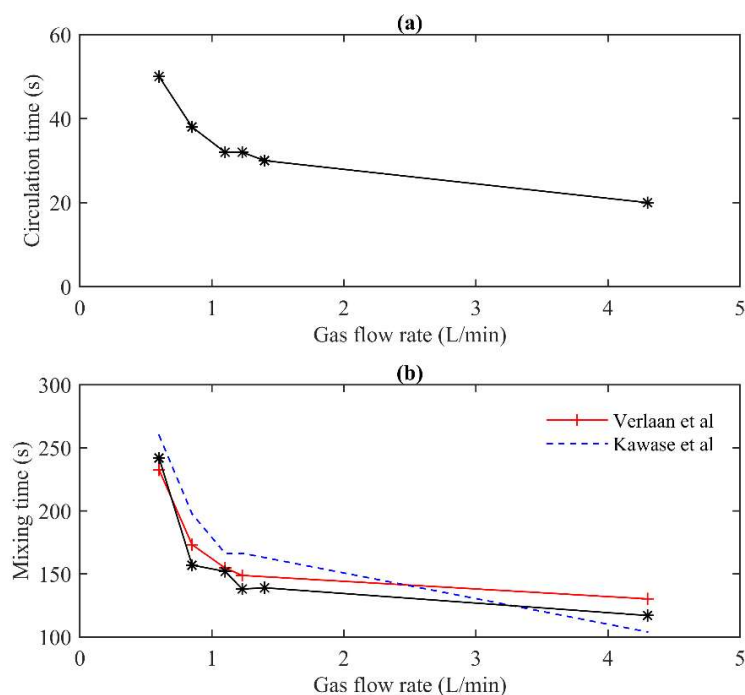 (a)
60
40
20
0
Circulation time (s)
0 1 2 3 4 5
Gas flow rate (L/min)
(b)
300
250
200
150
100
Mixing time (s)
Verlaan et al
Kawase et al
0 1 2 3 4 5
Gas flow rate (L/min)